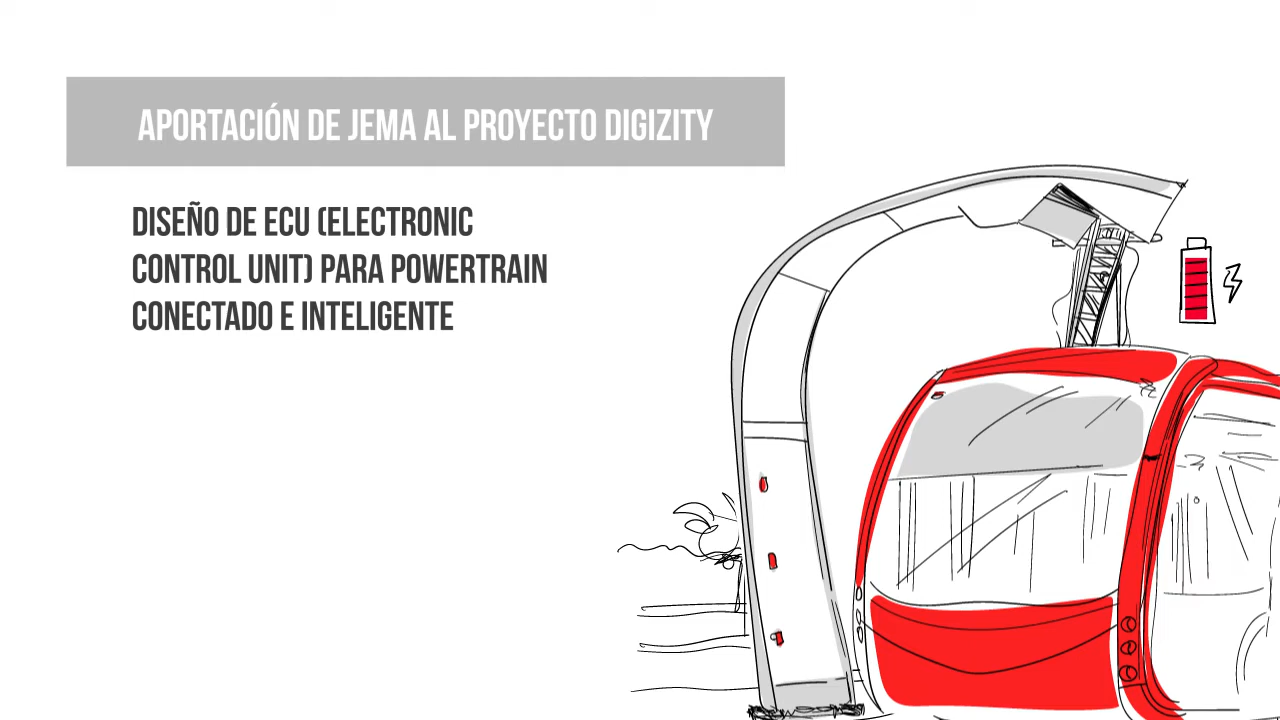 APORTACIÓN DE JEMA AL PROYECTO DIGIZITY
DISEÑO DE ECU (ELECTRONIC
CONTROL UNIT) PARA POWERTRAIN
CONECTADO E INTELIGENTE